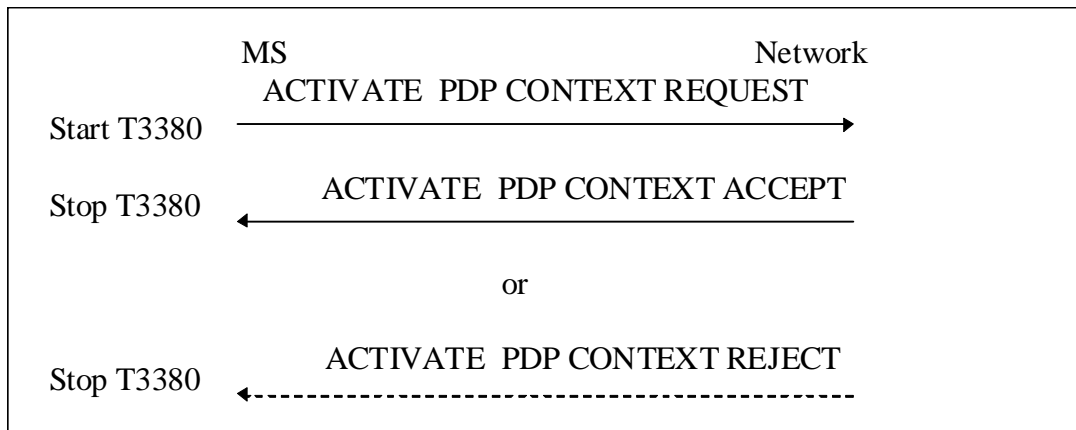 MS Network
ACTIVATE PDP CONTEXT REQUEST
Start T3380
ACTIVATE PDP CONTEXT ACCEPT
Stop T3380
or
ACTIVATE PDP CONTEXT REJECT
Stop T3380